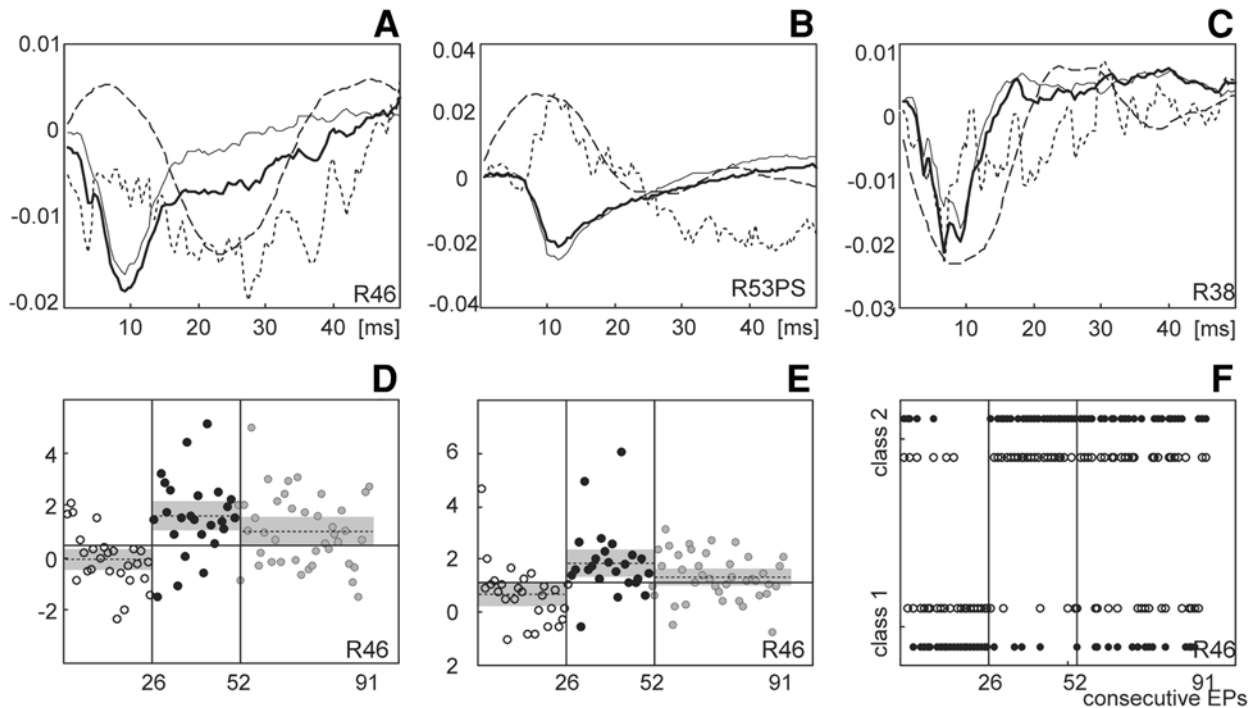 A
0.01
0
-0.01
-0.02
R46
10 20 30 40 [ms]
B
0.04
0.02
0
-0.02
-0.04
R53PS
10 20 30 40 [ms]
C
0.01
0
-0.01
-0.02
-0.03
R38
10 20 30 40 [ms]
D
4
2
0
-2
R46
26 52 91
E
6
4
2
0
2
R46
26 52 91
F
class 2
class 1
R46
26 52 91
consecutive EPs